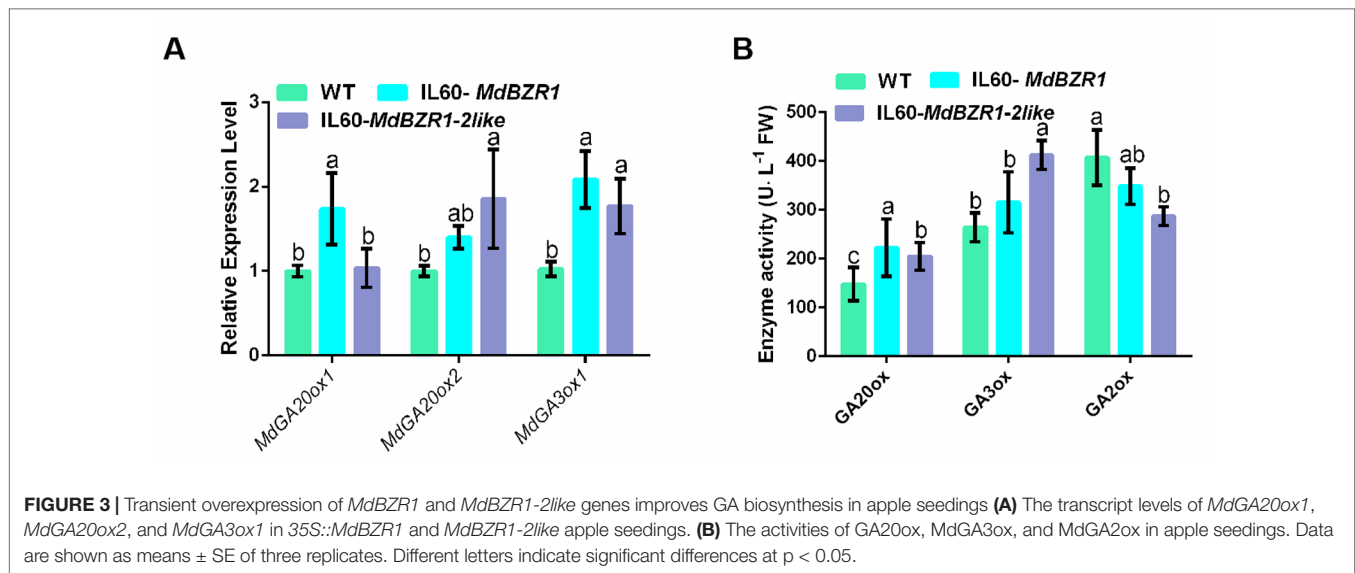 A
WT IL60- MdBZR1
IL60-MdBZR1-2like
Relative Expression Level
3
2
1
0
b a b
b ab a
b a a
MdGA20ox1
MdGA20ox2
MdGA3ox1
B
WT IL60- MdBZR1
IL60-MdBZR1-2like
Enzyme activity (U· L⁻¹ FW)
500
400
300
200
100
0
c a b
b b a
a ab b
GA20ox
GA3ox
GA2ox
FIGURE 3 | Transient overexpression of MdBZR1 and MdBZR1-2like genes improves GA biosynthesis in apple seedings (A) The transcript levels of MdGA20ox1,
MdGA20ox2, and MdGA3ox1 in 35S::MdBZR1 and MdBZR1-2like apple seedings. (B) The activities of GA20ox, MdGA3ox, and MdGA2ox in apple seedings. Data
are shown as means ± SE of three replicates. Different letters indicate significant differences at p < 0.05.